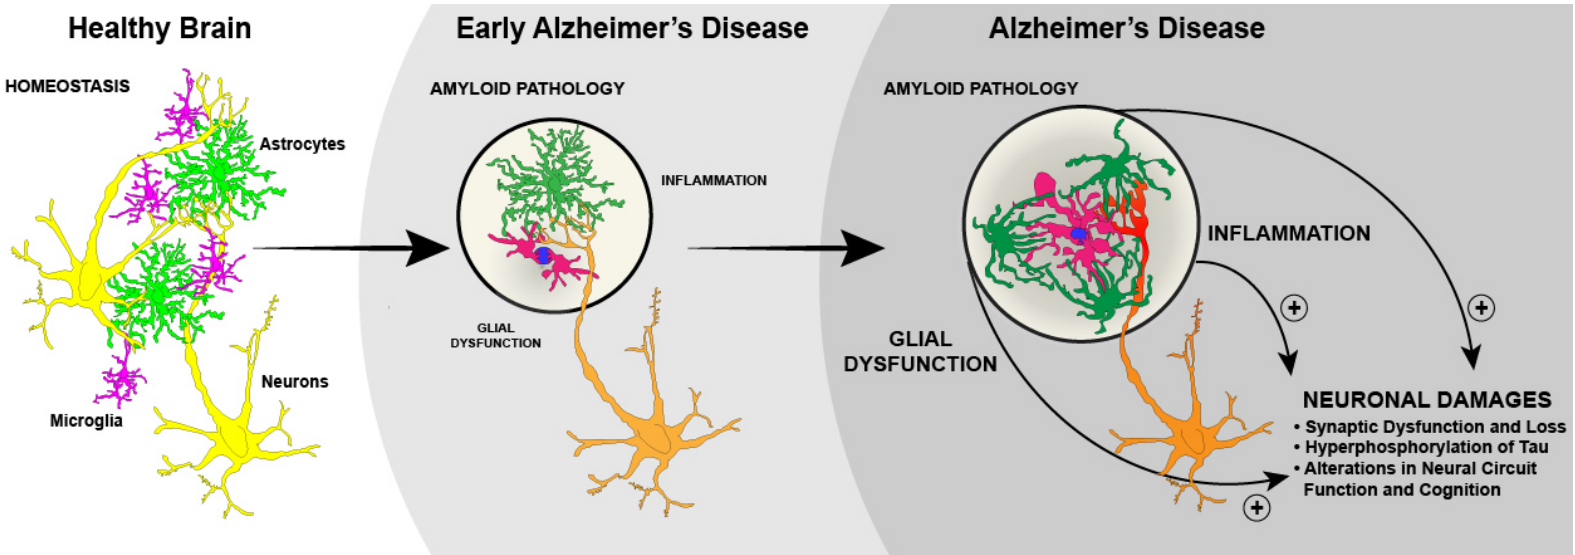 Healthy Brain
HOMEOSTASIS
Astrocytes
Neurons
Microglia
Early Alzheimer’s Disease
AMYLOID PATHOLOGY
INFLAMMATION
GLIAL
DYSFUNCTION
Alzheimer’s Disease
AMYLOID PATHOLOGY
INFLAMMATION
+
+
GLIAL
DYSFUNCTION
NEURONAL DAMAGES
• Synaptic Dysfunction and Loss
• Hyperphosphorylation of Tau
• Alterations in Neural Circuit
Function and Cognition
+